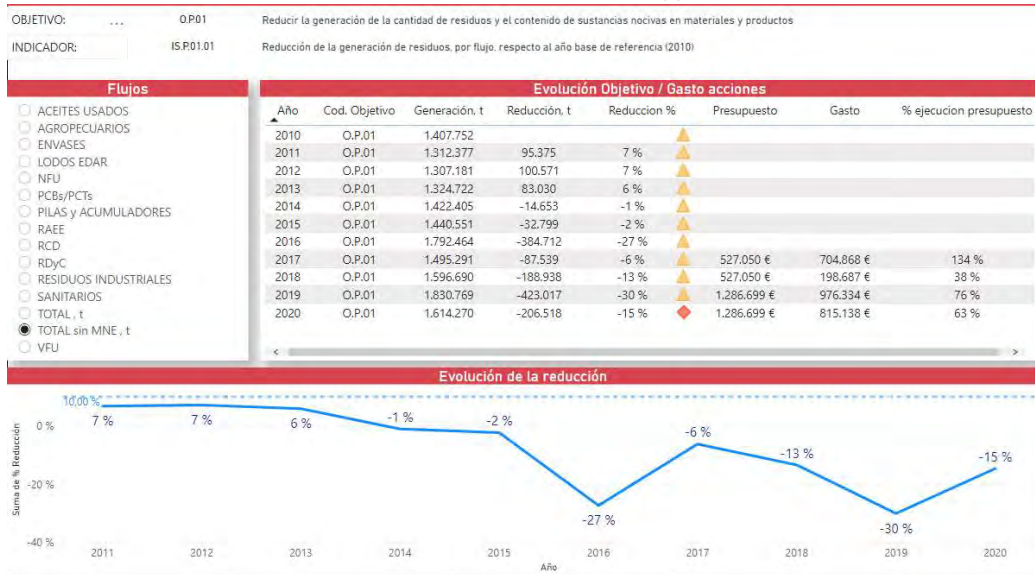 OBJETIVO: ... O.P.01 Reducir la generación de la cantidad de residuos y el contenido de sustancias nocivas en materiales y productos
INDICADOR: IS.P.01.01 Reducción de la generación de residuos, por flujo, respecto al año base de referencia (2010)
Flujos
ACEITES USADOS
AGROPECUARIOS
ENVASES
LODOS EDAR
NFU
PCBs/PCTs
PILAS y ACUMULADORES
RAEE
RCD
RDyC
RESIDUOS INDUSTRIALES
SANITARIOS
TOTAL , t
TOTAL sin MNE , t
VFU
Evolución Objetivo / Gasto acciones
Año Cod. Objetivo Generación, t Reducción, t Reduccion % Presupuesto Gasto % ejecucion presupuesto
2010 O.P.01 1.407.752
2011 O.P.01 1.312.377 95.375 7 %
2012 O.P.01 1.307.181 100.571 7 %
2013 O.P.01 1.324.722 83.030 6 %
2014 O.P.01 1.422.405 -14.653 -1 %
2015 O.P.01 1.440.551 -32.799 -2 %
2016 O.P.01 1.792.464 -384.712 -27 %
2017 O.P.01 1.495.291 -87.539 -6 % 527.050 € 704.868 € 134 %
2018 O.P.01 1.596.690 -188.938 -13 % 527.050 € 198.687 € 38 %
2019 O.P.01 1.830.769 -423.017 -30 % 1.286.699 € 976.334 € 76 %
2020 O.P.01 1.614.270 -206.518 -15 % 1.286.699 € 815.138 € 63 %
Evolución de la reducción
Suma de % Reducción
10,00 %
0 %
-20 %
-40 %
7 % 7 % 6 % -1 % -2 % -27 % -6 % -13 % -30 % -15 %
2011 2012 2013 2014 2015 2016 2017 2018 2019 2020
Año